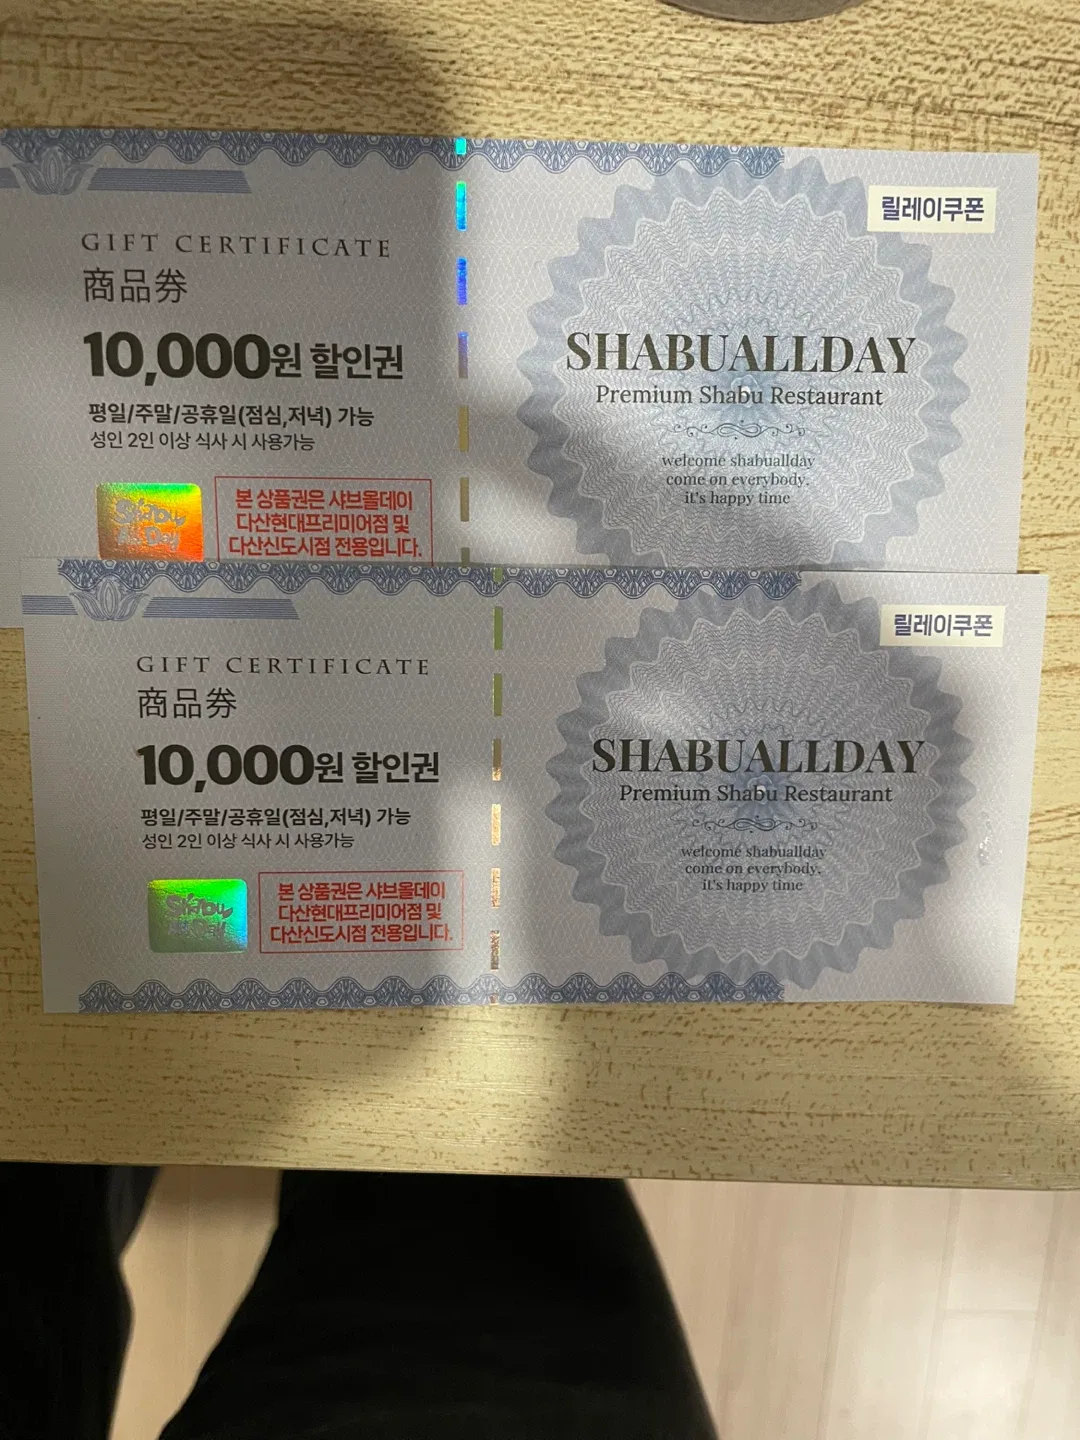 GIFT CERTIFICATE
商品券
10,000원 할인권
평일/주말/공휴일(점심,저녁) 가능
성인 2인 이상 식사 시 사용가능
Shabu
All Day
본 상품권은 샤브올데이
다산현대프리미어점 및
다산신도시점 전용입니다.
릴레이쿠폰
SHABUALLDAY
Premium Shabu Restaurant
welcome shabuallday
come on everybody.
it's happy time
GIFT CERTIFICATE
商品券
10,000원 할인권
평일/주말/공휴일(점심,저녁) 가능
성인 2인 이상 식사 시 사용가능
Shabu
All Day
본 상품권은 샤브올데이
다산현대프리미어점 및
다산신도시점 전용입니다.
릴레이쿠폰
SHABUALLDAY
Premium Shabu Restaurant
welcome shabuallday
come on everybody.
it's happy time